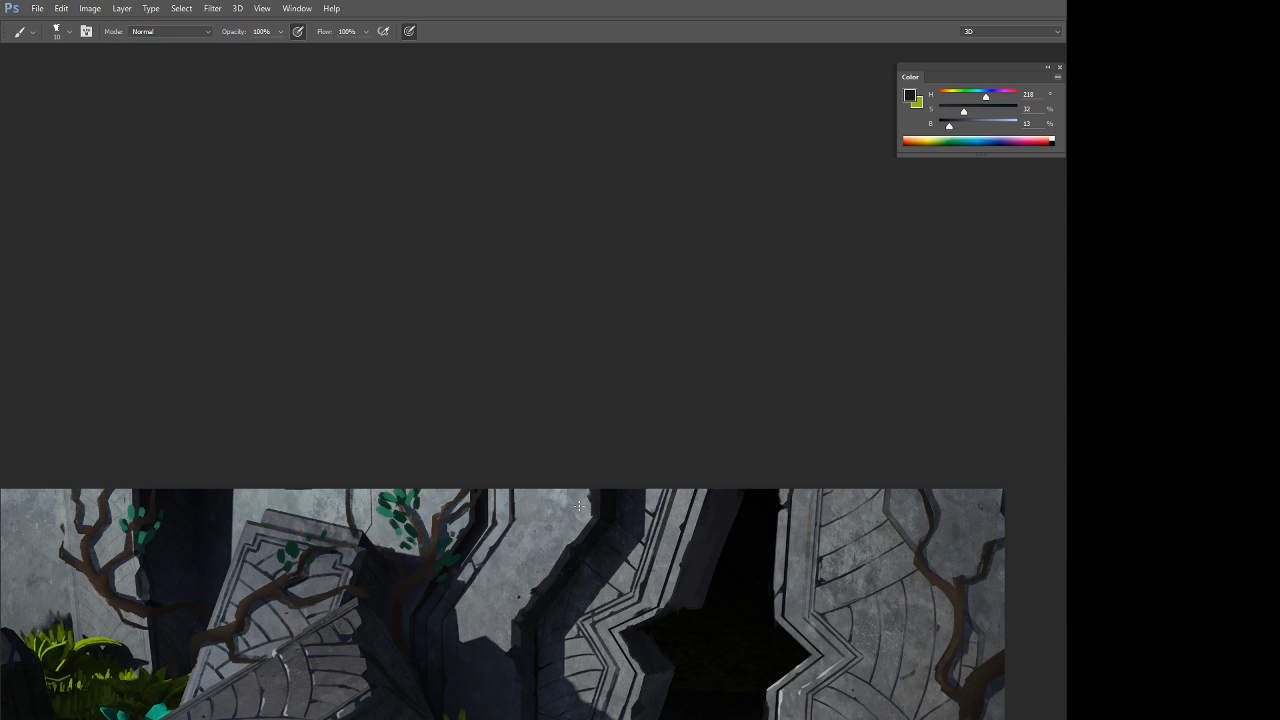 Ps File Edit Image Layer Type Select Filter 3D View Window Help
10 Mode: Normal Opacity: 100% Flow: 100% 3D
Color
H 218 °
S 32 %
B 13 %